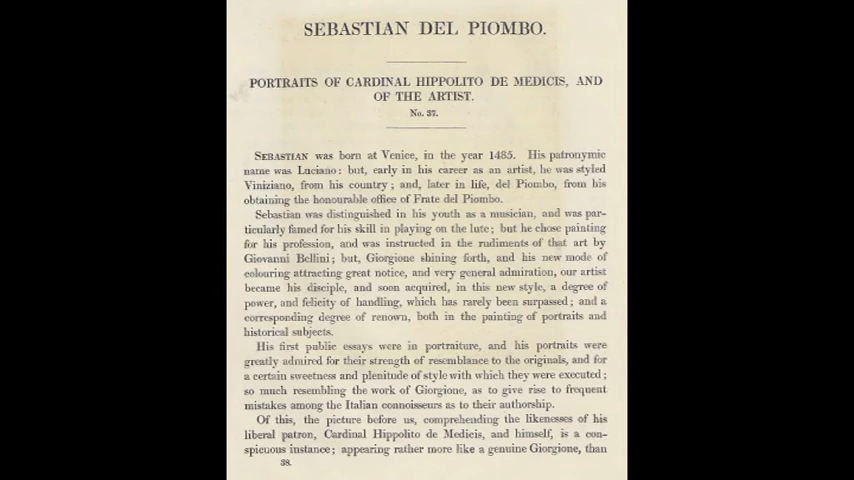 SEBASTIAN DEL PIOMBO.
PORTRAITS OF CARDINAL HIPPOLITO DE MEDICIS, AND
OF THE ARTIST.
No. 37.
SEBASTIAN was born at Venice, in the year 1485. His patronymic
name was Luciano: but, early in his career as an artist, he was styled
Viniziano, from his country; and, later in life, del Piombo, from his
obtaining the honourable office of Frate del Piombo.
Sebastian was distinguished in his youth as a musician, and was par-
ticularly famed for his skill in playing on the lute; but he chose painting
for his profession, and was instructed in the rudiments of that art by
Giovanni Bellini; but, Giorgione shining forth, and his new mode of
colouring attracting great notice, and very general admiration, our artist
became his disciple, and soon acquired, in this new style, a degree of
power, and felicity of handling, which has rarely been surpassed; and a
corresponding degree of renown, both in the painting of portraits and
historical subjects.
His first public essays were in portraiture, and his portraits were
greatly admired for their strength of resemblance to the originals, and for
a certain sweetness and plenitude of style with which they were executed;
so much resembling the work of Giorgione, as to give rise to frequent
mistakes among the Italian connoisseurs as to their authorship.
Of this, the picture before us, comprehending the likenesses of his
liberal patron, Cardinal Hippolito de Medicis, and himself, is a con-
spicuous instance; appearing rather more like a genuine Giorgione, than
38.